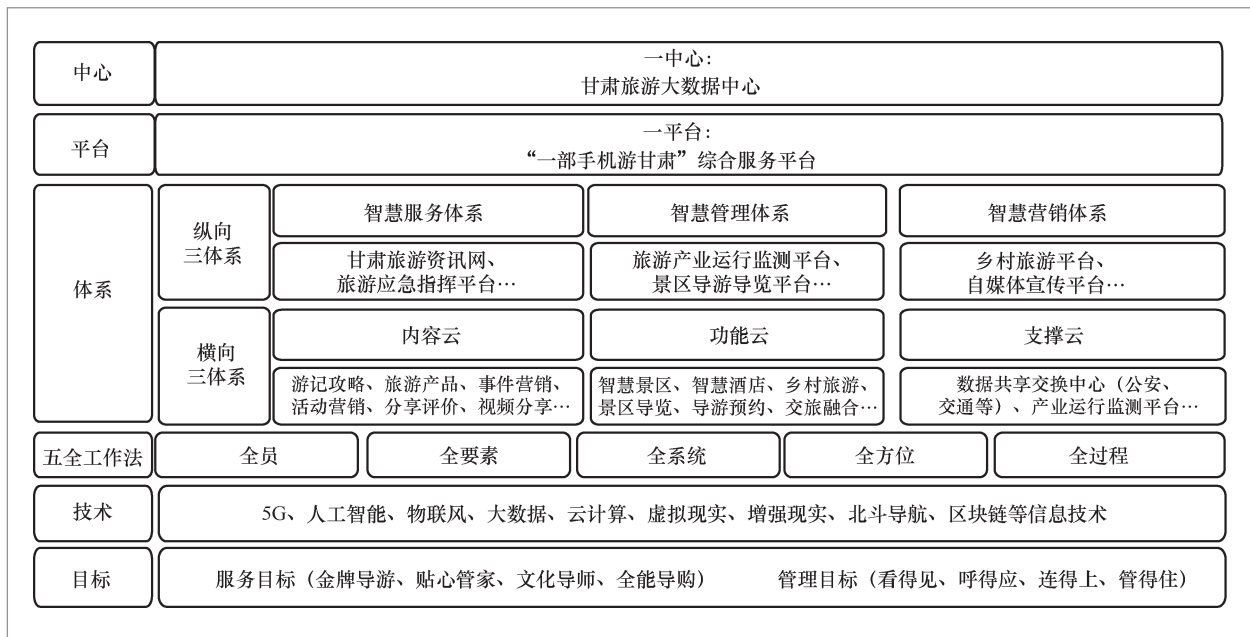 中心
一中心：
甘肃旅游大数据中心
平台
一平台：
“一部手机游甘肃”综合服务平台
体系
纵向
三体系
智慧服务体系
智慧管理体系
智慧营销体系
甘肃旅游资讯网、
旅游应急指挥平台…
旅游产业运行监测平台、
景区导游导览平台…
乡村旅游平台、
自媒体宣传平台…
横向
三体系
内容云
功能云
支撑云
游记攻略、旅游产品、事件营销、
活动营销、分享评价、视频分享…
智慧景区、智慧酒店、乡村旅游、
景区导览、导游预约、交旅融合…
数据共享交换中心（公安、
交通等）、产业运行监测平台…
五全工作法
全员
全要素
全系统
全方位
全过程
技术
5G、人工智能、物联风、大数据、云计算、虚拟现实、增强现实、北斗导航、区块链等信息技术
目标
服务目标（金牌导游、贴心管家、文化导师、全能导购）
管理目标（看得见、呼得应、连得上、管得住）